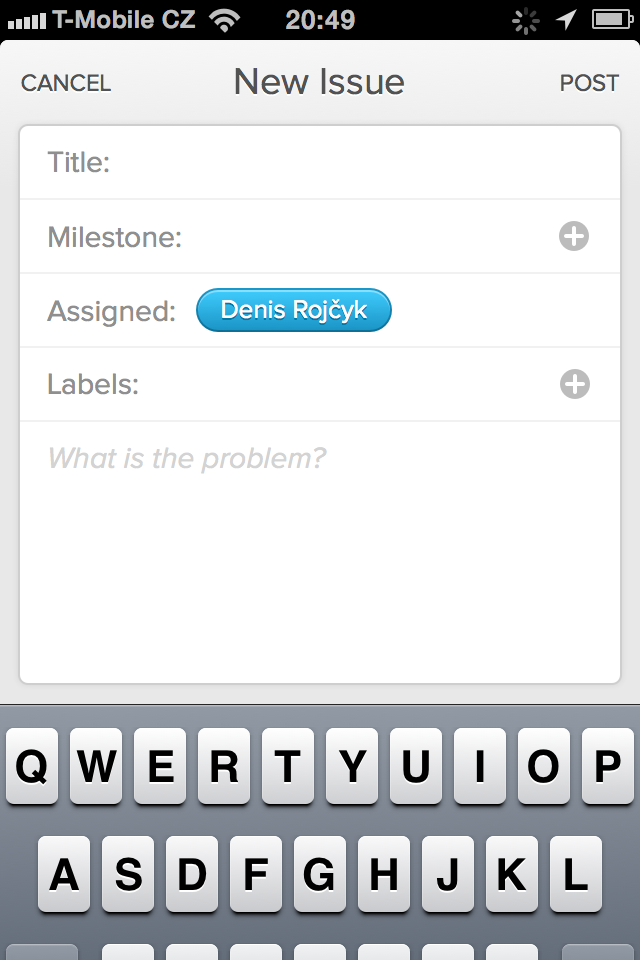 T-Mobile CZ 20:49
CANCEL New Issue POST
Title:
Milestone:
Assigned: Denis Rojčyk
Labels:
What is the problem?
Q W E R T Y U I O P
A S D F G H J K L